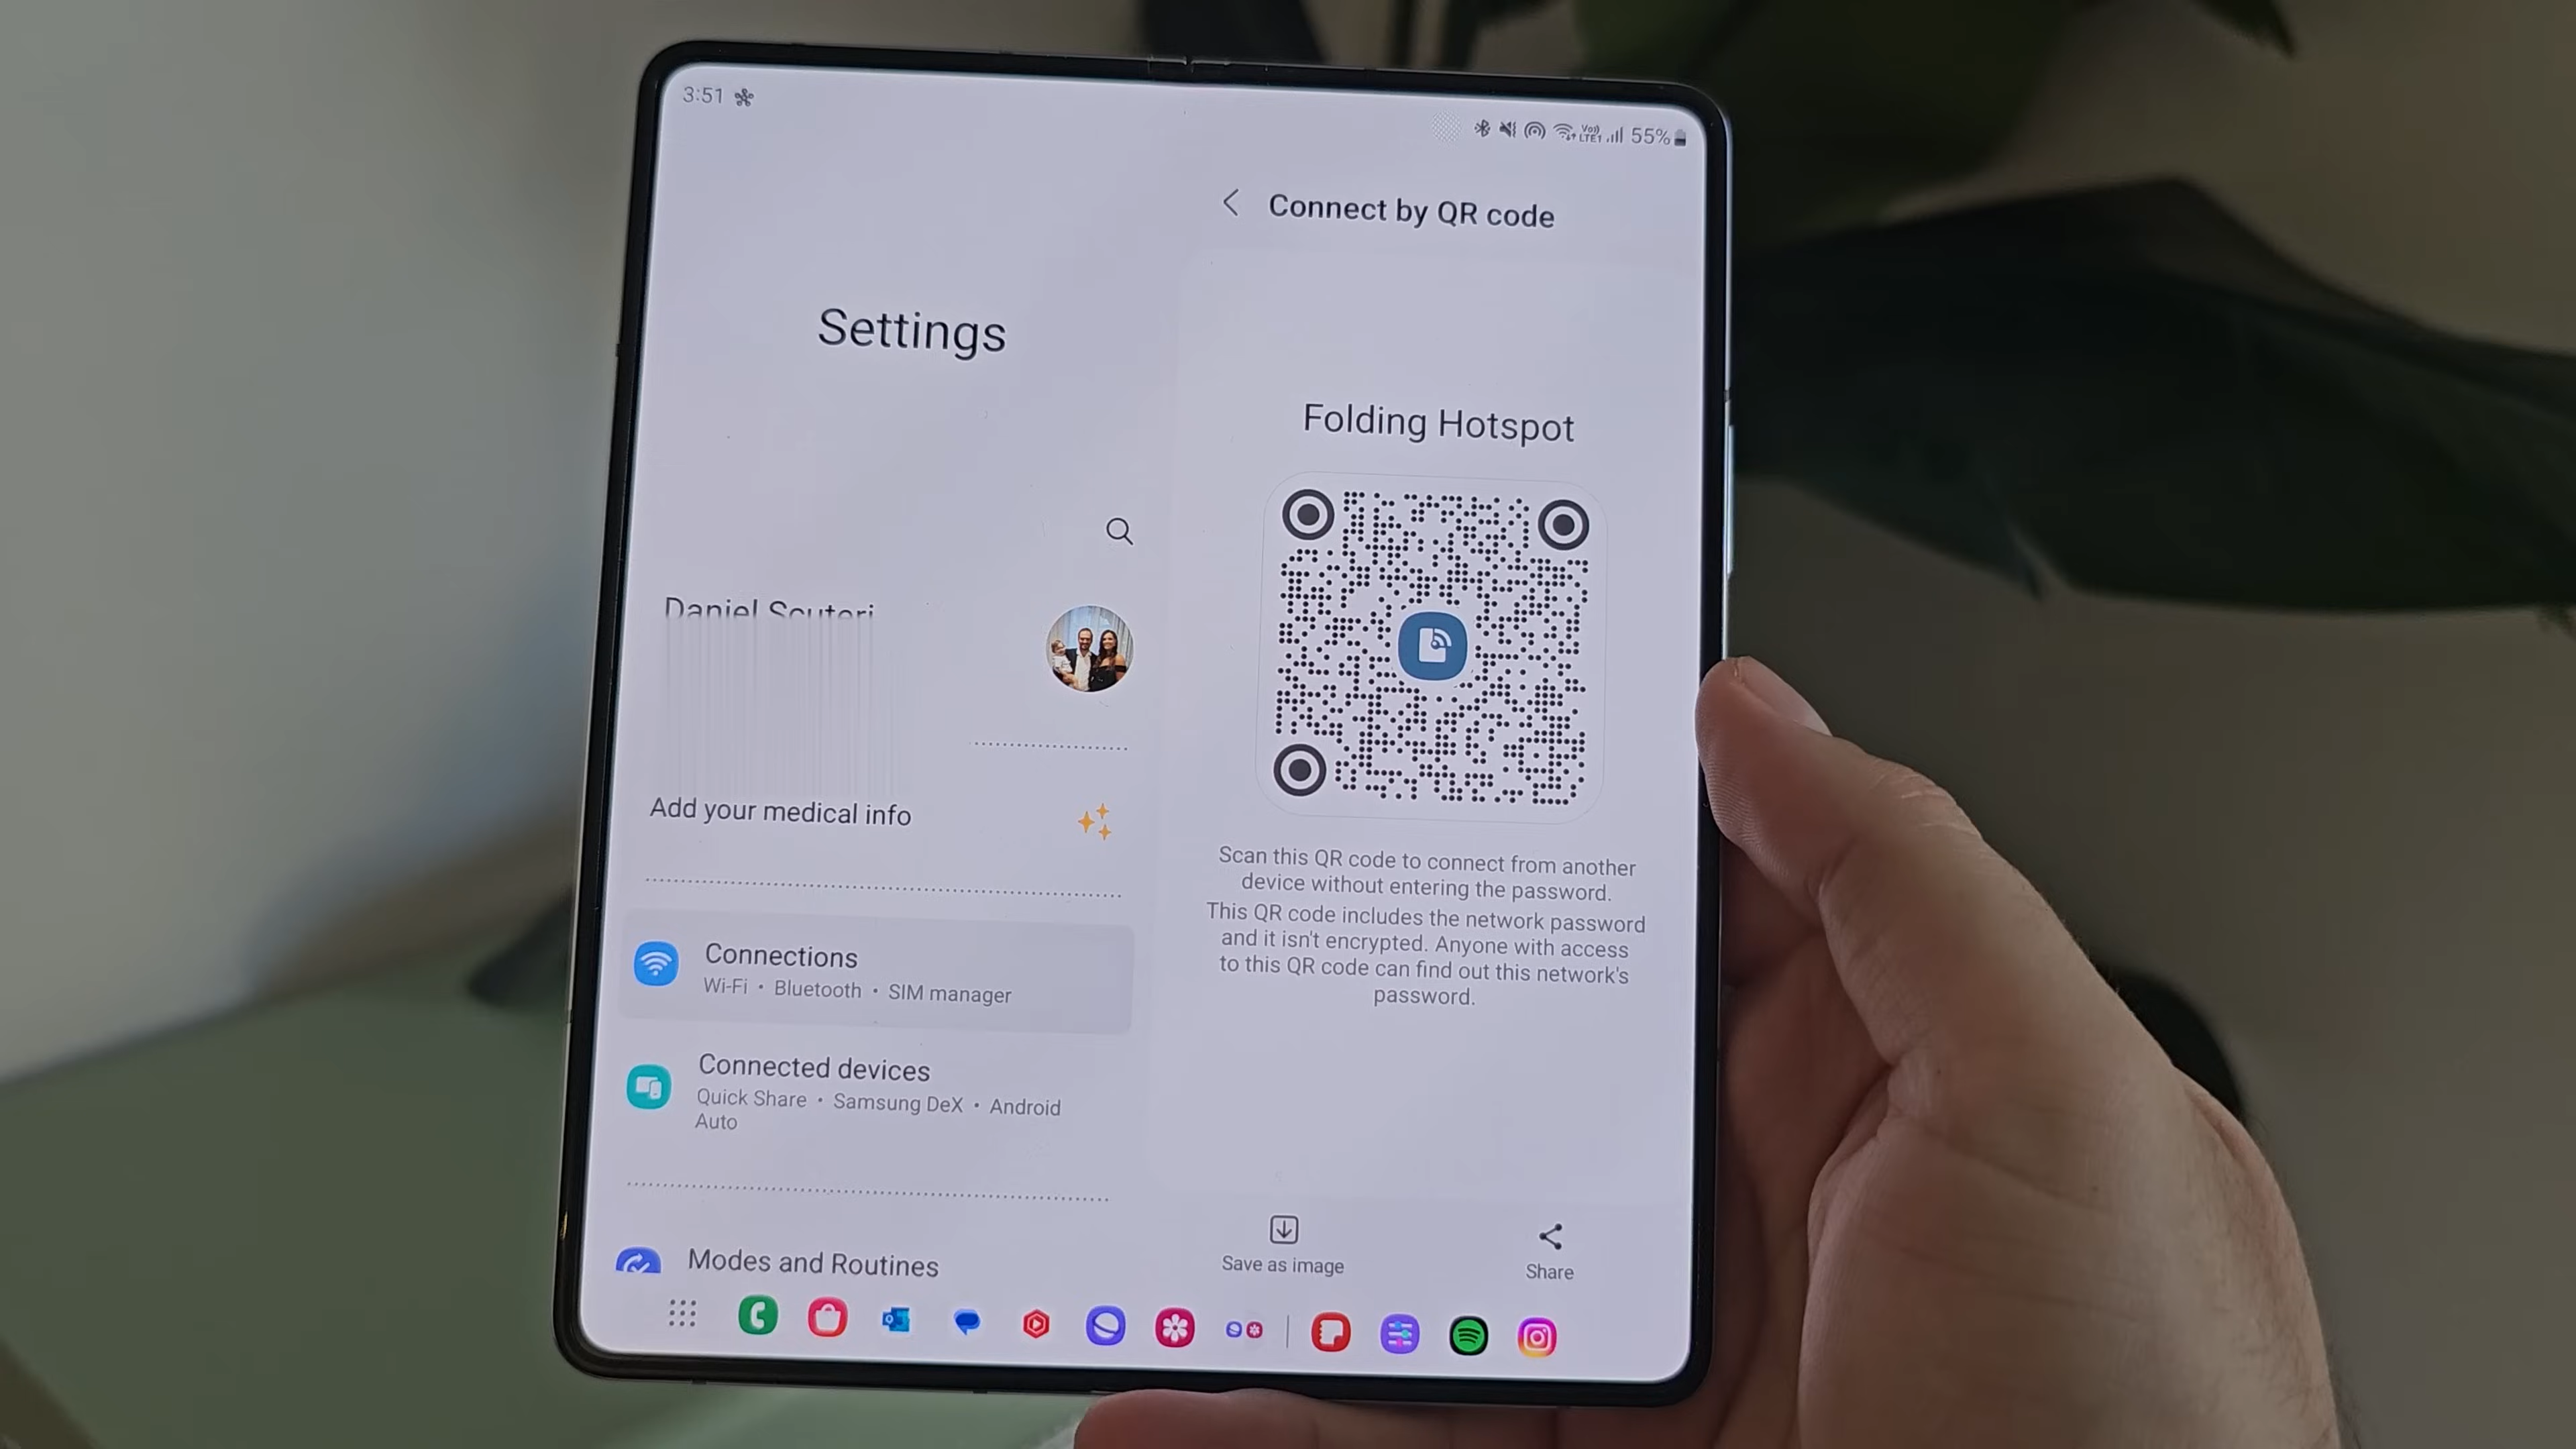 3:51
55%
Connect by QR code
Settings
Folding Hotspot
Daniel
Add your medical info
Connections
Wi-Fi • Bluetooth • SIM manager
Connected devices
Quick Share • Samsung DeX • Android
Auto
Modes and Routines
Scan this QR code to connect from another
device without entering the password.
This QR code includes the network password
and it isn't encrypted. Anyone with access
to this QR code can find out this network's
password.
Save as image
Share